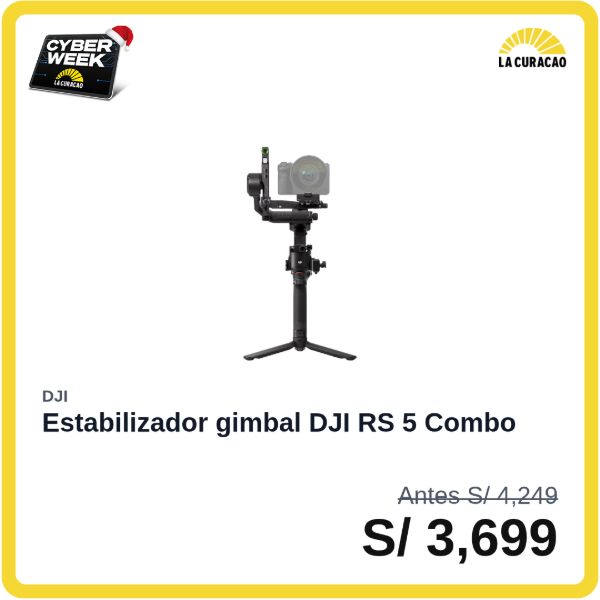 CYBER
WEEK
LA CURACAO
LA CURACAO
DJI
Estabilizador gimbal DJI RS 5 Combo
Antes S/ 4,249
S/ 3,699